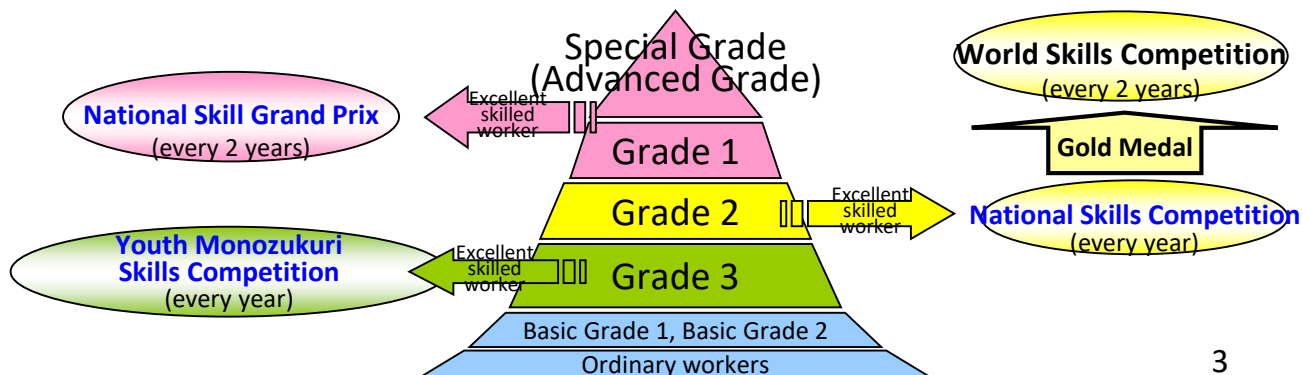 Special Grade
(Advanced Grade)
World Skills Competition
(every 2 years)
Excellent
skilled
worker
National Skill Grand Prix
(every 2 years)
Gold Medal
Grade 1
Excellent
skilled
worker
Grade 2
National Skills Competition
(every year)
Youth Monozukuri
Skills Competition
(every year)
Excellent
skilled
worker
Grade 3
Basic Grade 1, Basic Grade 2
Ordinary workers
3